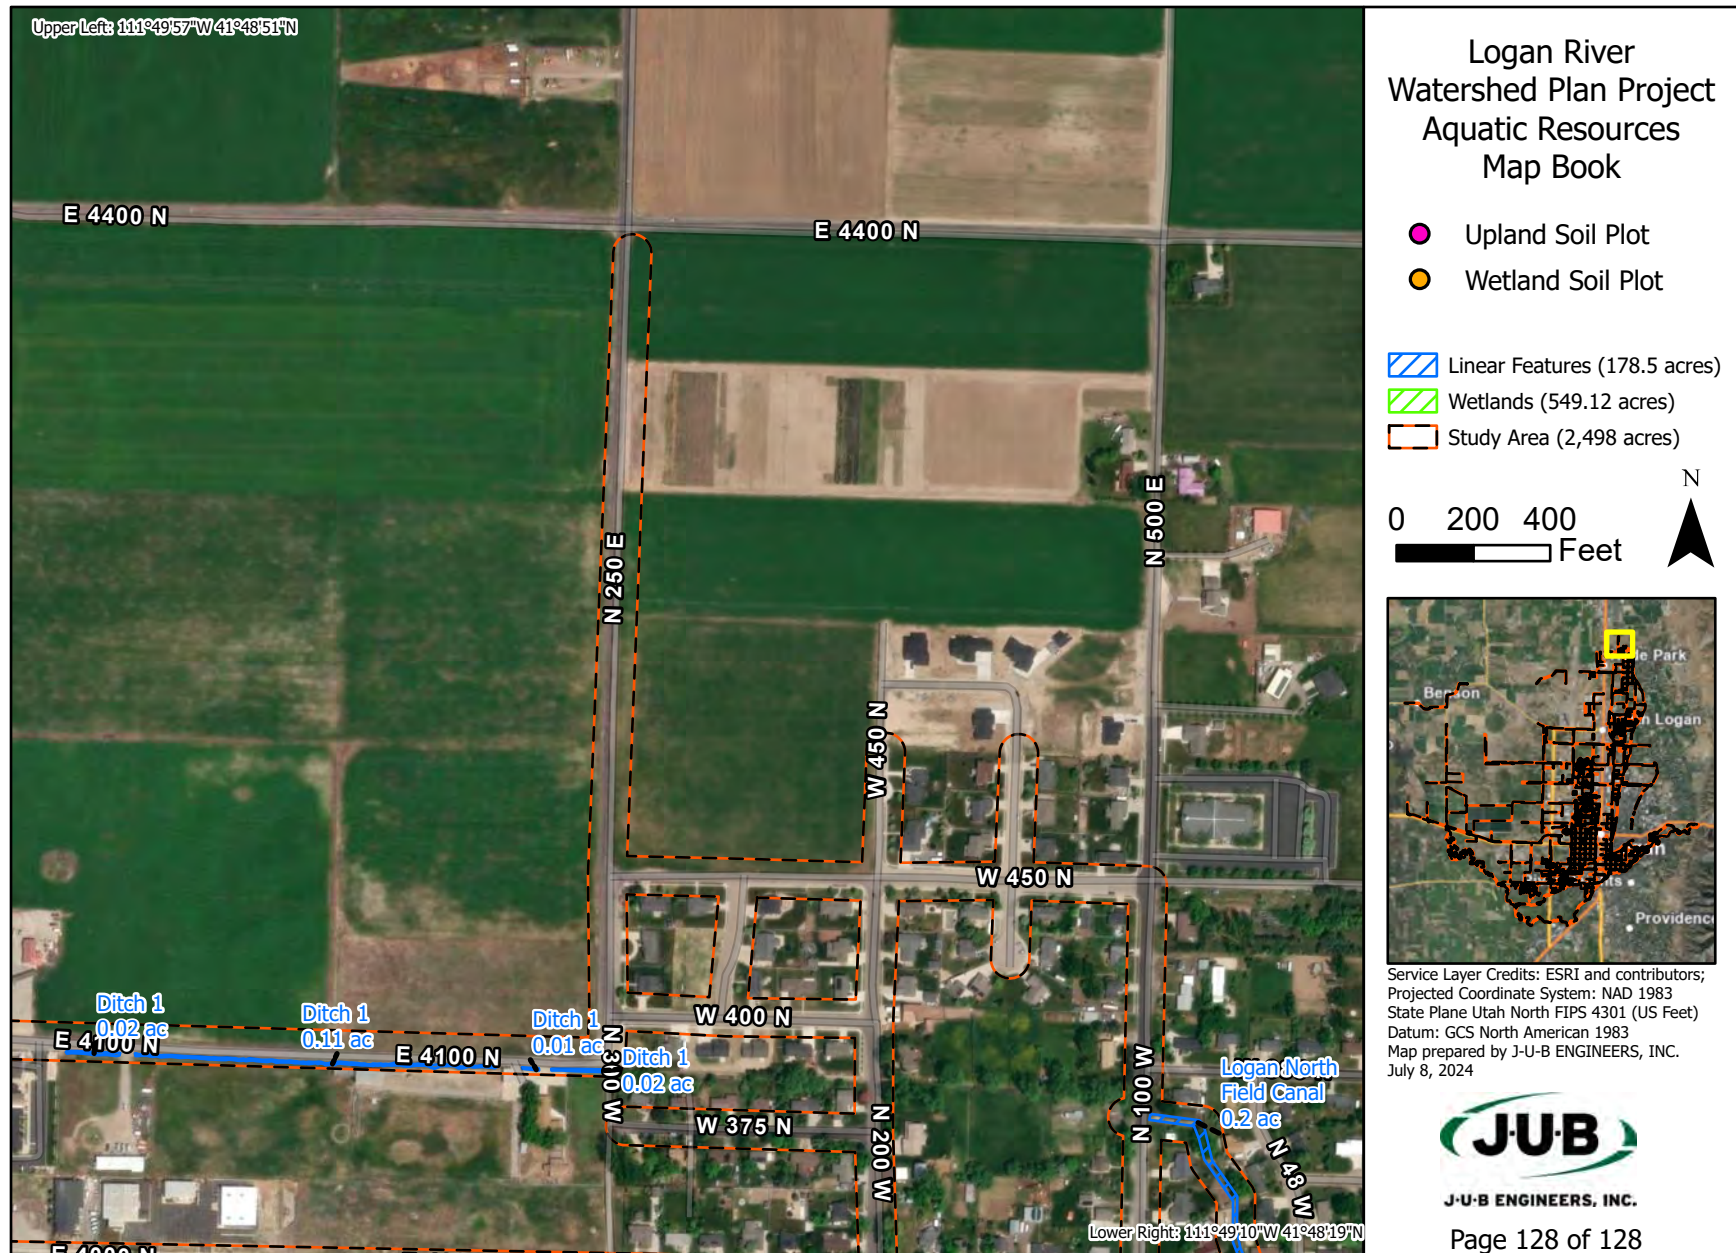 Upper Left: 111°49'57"W 41°48'51"N
E 4400 N
E 4400 N
N 250 E
N 500 E
W 450 N
W 450 N
W 400 N
Ditch 1
0.02 ac
Ditch 1
0.11 ac
Ditch 1
0.01 ac
Ditch 1
0.02 ac
E 4100 N
E 4100 N
N 300 W
W 375 N
N 200 W
N 100 W
Logan North
Field Canal
0.2 ac
N 48 W
Lower Right: 111°49'10"W 41°48'19"N
Logan River
Watershed Plan Project
Aquatic Resources
Map Book
Upland Soil Plot
Wetland Soil Plot
Linear Features (178.5 acres)
Wetlands (549.12 acres)
Study Area (2,498 acres)
N
0 200 400
Feet
Park
Benson
Logan
Providence
Service Layer Credits: ESRI and contributors;
Projected Coordinate System: NAD 1983
State Plane Utah North FIPS 4301 (US Feet)
Datum: GCS North American 1983
Map prepared by J-U-B ENGINEERS, INC.
July 8, 2024
J·U·B
J·U·B ENGINEERS, INC.
Page 128 of 128